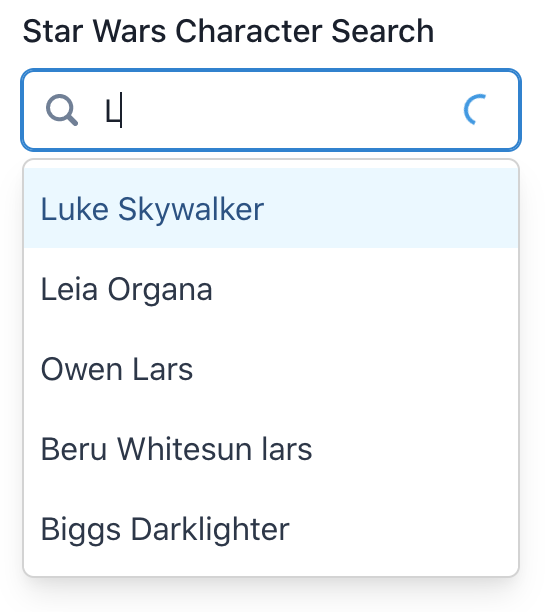 Star Wars Character Search
L
Luke Skywalker
Leia Organa
Owen Lars
Beru Whitesun lars
Biggs Darklighter